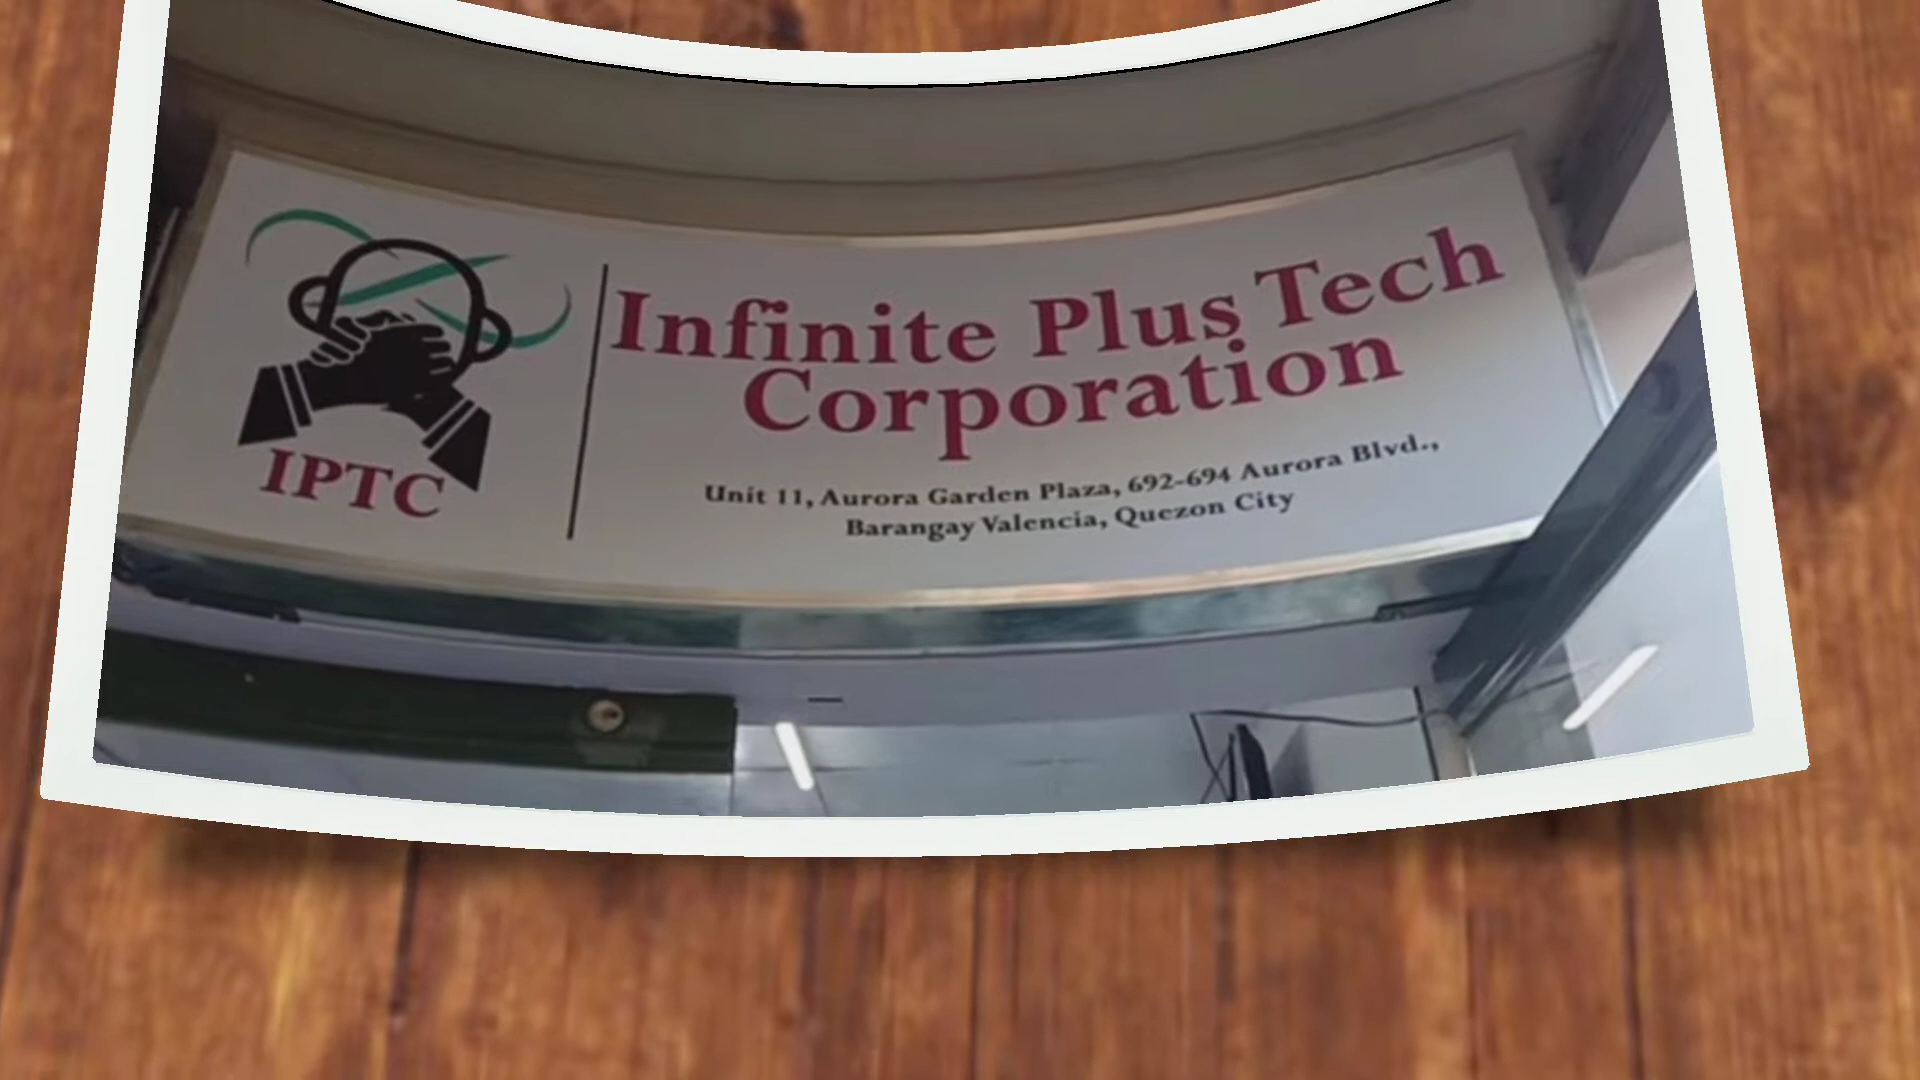 IPTC
Infinite Plus Tech
Corporation
Unit 11, Aurora Garden Plaza, 692-694 Aurora Blvd.,
Barangay Valencia, Quezon City